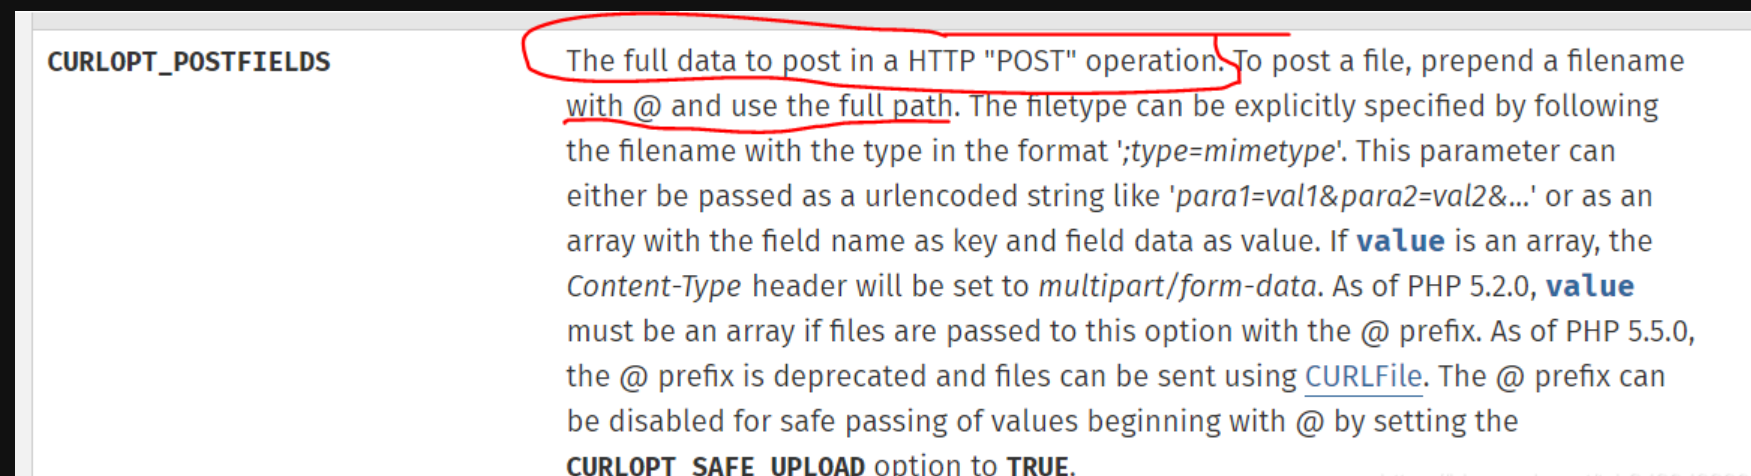 CURLOPT_POSTFIELDS
The full data to post in a HTTP "POST" operation. To post a file, prepend a filename
with @ and use the full path. The filetype can be explicitly specified by following
the filename with the type in the format ';type=mimetype'. This parameter can
either be passed as a urlencoded string like 'para1=val1&para2=val2&...' or as an
array with the field name as key and field data as value. If value is an array, the
Content-Type header will be set to multipart/form-data. As of PHP 5.2.0, value
must be an array if files are passed to this option with the @ prefix. As of PHP 5.5.0,
the @ prefix is deprecated and files can be sent using CURLFile. The @ prefix can
be disabled for safe passing of values beginning with @ by setting the
CURLOPT_SAFE_UPLOAD option to TRUE.